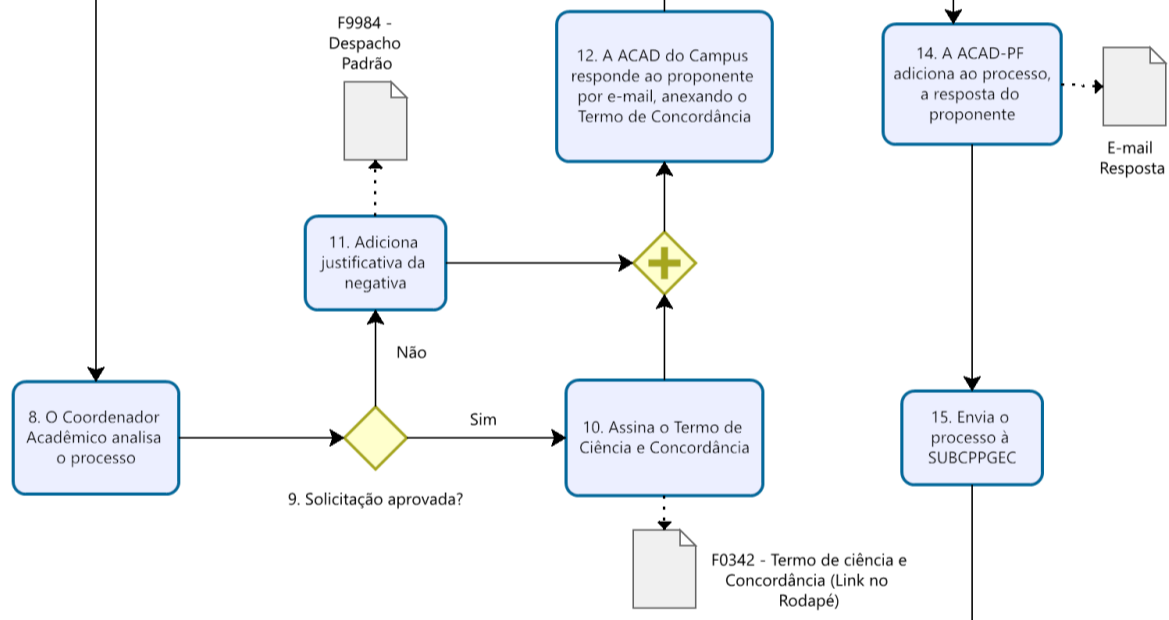 F9984 -
Despacho
Padrão
12. A ACAD do Campus
responde ao proponente
por e-mail, anexando o
Termo de Concordância
14. A ACAD-PF
adiciona ao processo,
a resposta do
proponente
E-mail
Resposta
11. Adiciona
justificativa da
negativa
Não
8. O Coordenador
Acadêmico analisa
o processo
Sim
9. Solicitação aprovada?
10. Assina o Termo de
Ciência e Concordância
15. Envia o
processo à
SUBCPPGEC
F0342 - Termo de ciência e
Concordância (Link no
Rodapé)